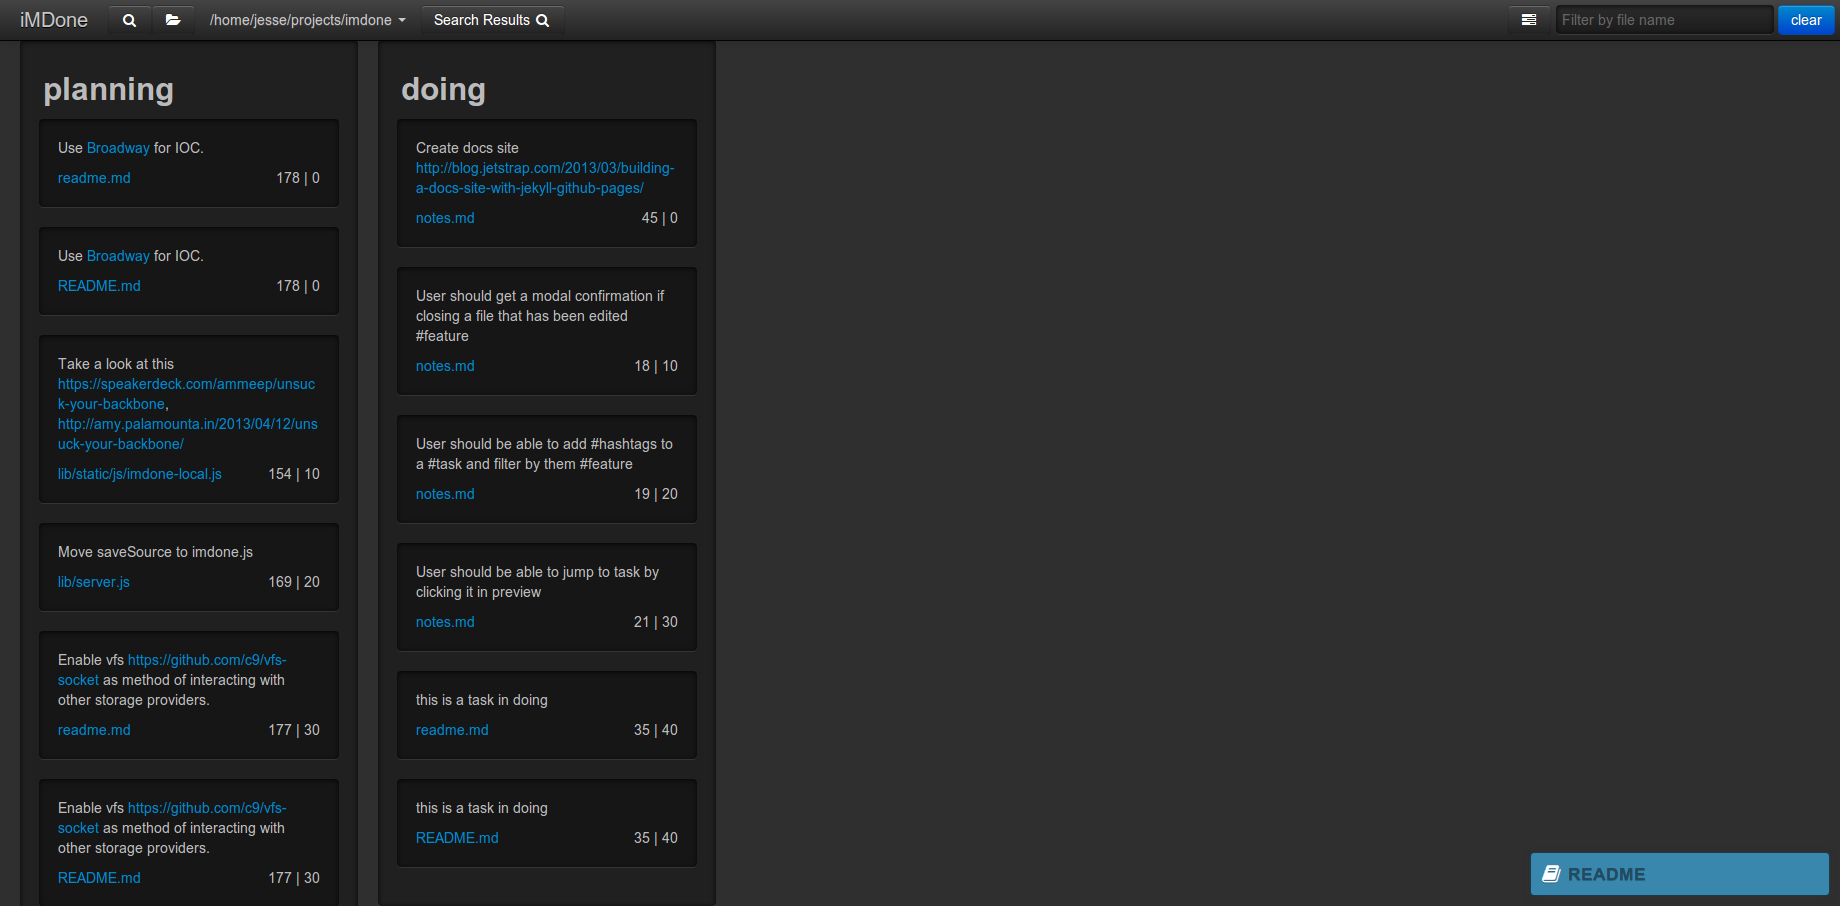 iMDone
/home/jesse/projects/imdone
Search Results
Filter by file name
clear
planning
Use Broadway for IOC.
readme.md 178 | 0
Use Broadway for IOC.
README.md 178 | 0
Take a look at this
https://speakerdeck.com/ammeep/unsuc
k-your-backbone,
http://amy.palamounta.in/2013/04/12/uns
uck-your-backbone/
lib/static/js/imdone-local.js 154 | 10
Move saveSource to imdone.js
lib/server.js 169 | 20
Enable vfs https://github.com/c9/vfs-
socket as method of interacting with
other storage providers.
readme.md 177 | 30
Enable vfs https://github.com/c9/vfs-
socket as method of interacting with
other storage providers.
README.md 177 | 30
doing
Create docs site
http://blog.jetstrap.com/2013/03/building-
a-docs-site-with-jekyll-github-pages/
notes.md 45 | 0
User should get a modal confirmation if
closing a file that has been edited
#feature
notes.md 18 | 10
User should be able to add #hashtags to
a #task and filter by them #feature
notes.md 19 | 20
User should be able to jump to task by
clicking it in preview
notes.md 21 | 30
this is a task in doing
readme.md 35 | 40
this is a task in doing
README.md 35 | 40
README